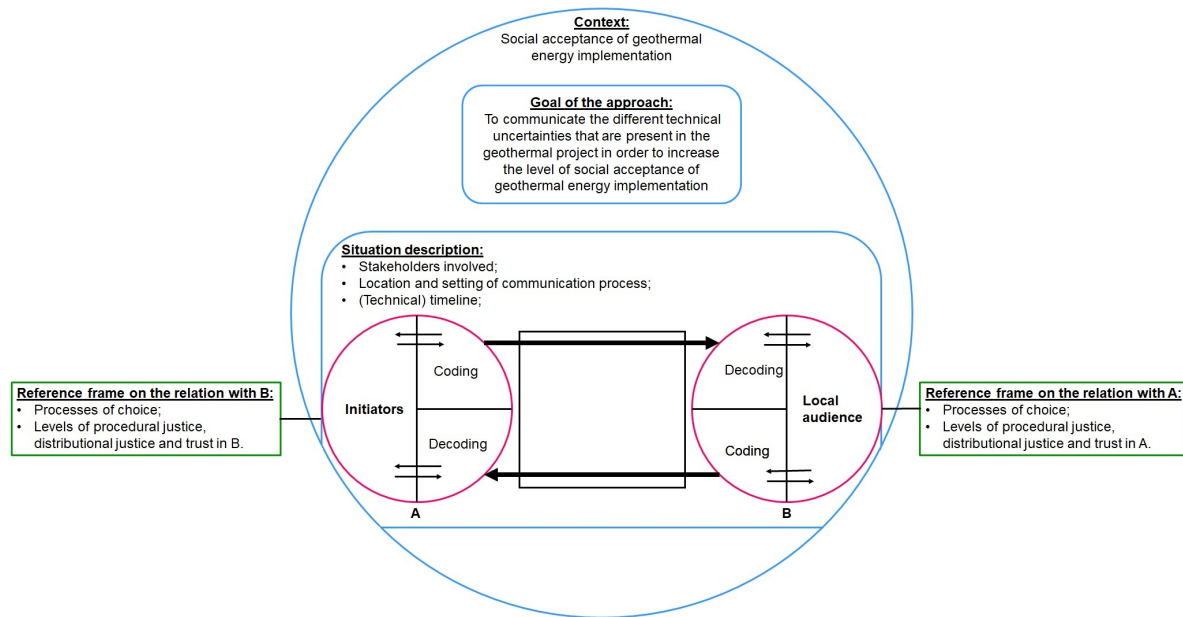 Context:
Social acceptance of geothermal
energy implementation
Goal of the approach:
To communicate the different technical
uncertainties that are present in the
geothermal project in order to increase
the level of social acceptance of
geothermal energy implementation
Situation description:
• Stakeholders involved;
• Location and setting of communication process;
• (Technical) timeline;
Reference frame on the relation with B:
• Processes of choice;
• Levels of procedural justice,
distributional justice and trust in B.
Initiators
Coding
Decoding
A
Decoding
Local
audience
Coding
B
Reference frame on the relation with A:
• Processes of choice;
• Levels of procedural justice,
distributional justice and trust in A.